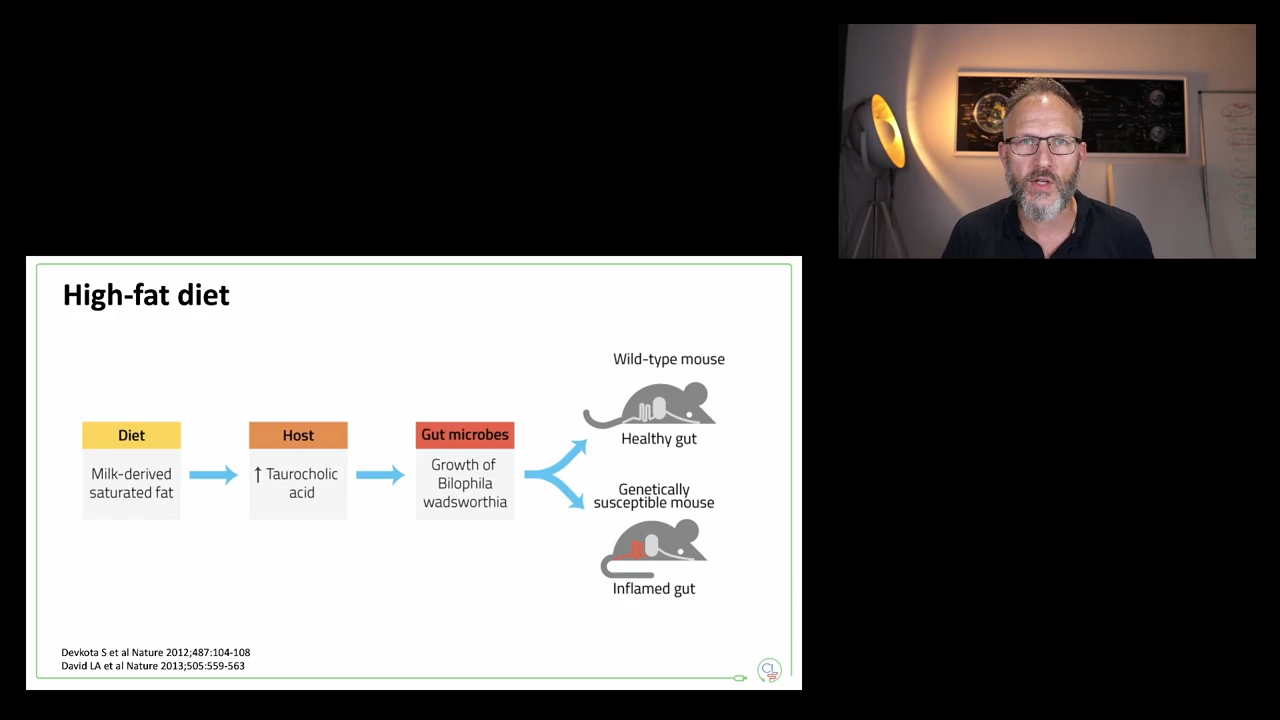 High-fat diet
Diet
Milk-derived
saturated fat
Host
↑ Taurocholic
acid
Gut microbes
Growth of
Bilophila
wadsworthia
Wild-type mouse
Healthy gut
Genetically
susceptible mouse
Inflamed gut
Devkota S et al Nature 2012;487:104-108
David LA et al Nature 2013;505:559-563
CL